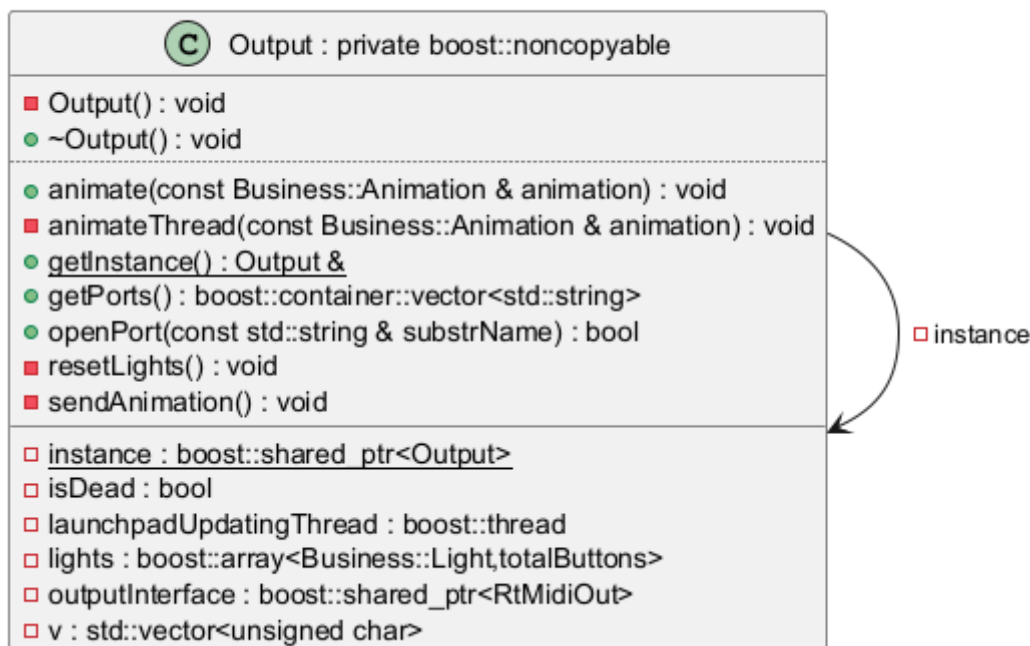 C Output : private boost::noncopyable
Output() : void
~Output() : void
animate(const Business::Animation & animation) : void
animateThread(const Business::Animation & animation) : void
getInstance() : Output &
getPorts() : boost::container::vector<std::string>
openPort(const std::string & substrName) : bool
resetLights() : void
sendAnimation() : void
instance
instance : boost::shared_ptr<Output>
isDead : bool
launchpadUpdatingThread : boost::thread
lights : boost::array<Business::Light,totalButtons>
outputInterface : boost::shared_ptr<RtMidiOut>
v : std::vector<unsigned char>